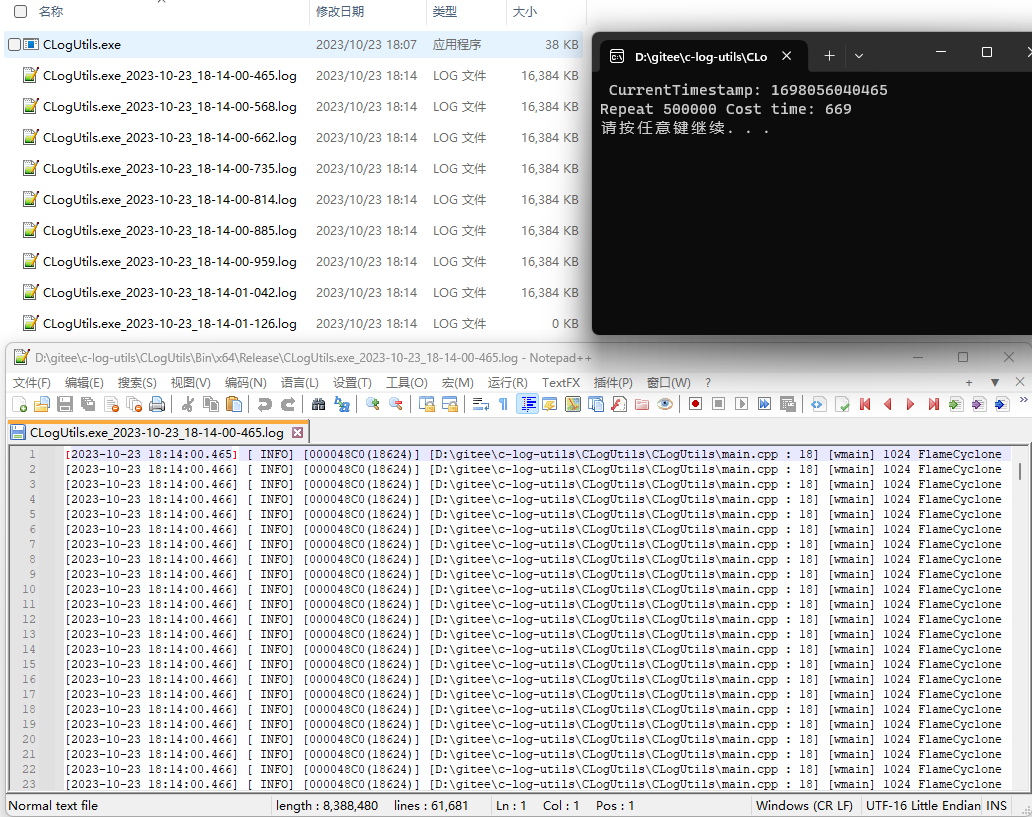 名称 修改日期 类型 大小
CLogUtils.exe 2023/10/23 18:07 应用程序 38 KB
CLogUtils.exe_2023-10-23_18-14-00-465.log 2023/10/23 18:14 LOG 文件 16,384 KB
CLogUtils.exe_2023-10-23_18-14-00-568.log 2023/10/23 18:14 LOG 文件 16,384 KB
CLogUtils.exe_2023-10-23_18-14-00-662.log 2023/10/23 18:14 LOG 文件 16,384 KB
CLogUtils.exe_2023-10-23_18-14-00-735.log 2023/10/23 18:14 LOG 文件 16,384 KB
CLogUtils.exe_2023-10-23_18-14-00-814.log 2023/10/23 18:14 LOG 文件 16,384 KB
CLogUtils.exe_2023-10-23_18-14-00-885.log 2023/10/23 18:14 LOG 文件 16,384 KB
CLogUtils.exe_2023-10-23_18-14-00-959.log 2023/10/23 18:14 LOG 文件 16,384 KB
CLogUtils.exe_2023-10-23_18-14-01-042.log 2023/10/23 18:14 LOG 文件 16,384 KB
CLogUtils.exe_2023-10-23_18-14-01-126.log 2023/10/23 18:14 LOG 文件 0 KB
D:\gitee\c-log-utils\CLo
CurrentTimestamp: 1698056040465
Repeat 500000 Cost time: 669
请按任意键继续. . .
D:\gitee\c-log-utils\CLogUtils\Bin\x64\Release\CLogUtils.exe_2023-10-23_18-14-00-465.log - Notepad++
文件(F) 编辑(E) 搜索(S) 视图(V) 编码(N) 语言(L) 设置(T) 工具(O) 宏(M) 运行(R) TextFX 插件(P) 窗口(W) ?
CLogUtils.exe_2023-10-23_18-14-00-465.log
1 [2023-10-23 18:14:00.465] [ INFO] [000048C0(18624)] [D:\gitee\c-log-utils\CLogUtils\CLogUtils\main.cpp : 18] [wmain] 1024 FlameCyclone
2 [2023-10-23 18:14:00.466] [ INFO] [000048C0(18624)] [D:\gitee\c-log-utils\CLogUtils\CLogUtils\main.cpp : 18] [wmain] 1024 FlameCyclone
3 [2023-10-23 18:14:00.466] [ INFO] [000048C0(18624)] [D:\gitee\c-log-utils\CLogUtils\CLogUtils\main.cpp : 18] [wmain] 1024 FlameCyclone
4 [2023-10-23 18:14:00.466] [ INFO] [000048C0(18624)] [D:\gitee\c-log-utils\CLogUtils\CLogUtils\main.cpp : 18] [wmain] 1024 FlameCyclone
5 [2023-10-23 18:14:00.466] [ INFO] [000048C0(18624)] [D:\gitee\c-log-utils\CLogUtils\CLogUtils\main.cpp : 18] [wmain] 1024 FlameCyclone
6 [2023-10-23 18:14:00.466] [ INFO] [000048C0(18624)] [D:\gitee\c-log-utils\CLogUtils\CLogUtils\main.cpp : 18] [wmain] 1024 FlameCyclone
7 [2023-10-23 18:14:00.466] [ INFO] [000048C0(18624)] [D:\gitee\c-log-utils\CLogUtils\CLogUtils\main.cpp : 18] [wmain] 1024 FlameCyclone
8 [2023-10-23 18:14:00.466] [ INFO] [000048C0(18624)] [D:\gitee\c-log-utils\CLogUtils\CLogUtils\main.cpp : 18] [wmain] 1024 FlameCyclone
9 [2023-10-23 18:14:00.466] [ INFO] [000048C0(18624)] [D:\gitee\c-log-utils\CLogUtils\CLogUtils\main.cpp : 18] [wmain] 1024 FlameCyclone
10 [2023-10-23 18:14:00.466] [ INFO] [000048C0(18624)] [D:\gitee\c-log-utils\CLogUtils\CLogUtils\main.cpp : 18] [wmain] 1024 FlameCyclone
11 [2023-10-23 18:14:00.466] [ INFO] [000048C0(18624)] [D:\gitee\c-log-utils\CLogUtils\CLogUtils\main.cpp : 18] [wmain] 1024 FlameCyclone
12 [2023-10-23 18:14:00.466] [ INFO] [000048C0(18624)] [D:\gitee\c-log-utils\CLogUtils\CLogUtils\main.cpp : 18] [wmain] 1024 FlameCyclone
13 [2023-10-23 18:14:00.466] [ INFO] [000048C0(18624)] [D:\gitee\c-log-utils\CLogUtils\CLogUtils\main.cpp : 18] [wmain] 1024 FlameCyclone
14 [2023-10-23 18:14:00.466] [ INFO] [000048C0(18624)] [D:\gitee\c-log-utils\CLogUtils\CLogUtils\main.cpp : 18] [wmain] 1024 FlameCyclone
15 [2023-10-23 18:14:00.466] [ INFO] [000048C0(18624)] [D:\gitee\c-log-utils\CLogUtils\CLogUtils\main.cpp : 18] [wmain] 1024 FlameCyclone
16 [2023-10-23 18:14:00.466] [ INFO] [000048C0(18624)] [D:\gitee\c-log-utils\CLogUtils\CLogUtils\main.cpp : 18] [wmain] 1024 FlameCyclone
17 [2023-10-23 18:14:00.466] [ INFO] [000048C0(18624)] [D:\gitee\c-log-utils\CLogUtils\CLogUtils\main.cpp : 18] [wmain] 1024 FlameCyclone
18 [2023-10-23 18:14:00.466] [ INFO] [000048C0(18624)] [D:\gitee\c-log-utils\CLogUtils\CLogUtils\main.cpp : 18] [wmain] 1024 FlameCyclone
19 [2023-10-23 18:14:00.466] [ INFO] [000048C0(18624)] [D:\gitee\c-log-utils\CLogUtils\CLogUtils\main.cpp : 18] [wmain] 1024 FlameCyclone
20 [2023-10-23 18:14:00.466] [ INFO] [000048C0(18624)] [D:\gitee\c-log-utils\CLogUtils\CLogUtils\main.cpp : 18] [wmain] 1024 FlameCyclone
21 [2023-10-23 18:14:00.466] [ INFO] [000048C0(18624)] [D:\gitee\c-log-utils\CLogUtils\CLogUtils\main.cpp : 18] [wmain] 1024 FlameCyclone
22 [2023-10-23 18:14:00.466] [ INFO] [000048C0(18624)] [D:\gitee\c-log-utils\CLogUtils\CLogUtils\main.cpp : 18] [wmain] 1024 FlameCyclone
23 [2023-10-23 18:14:00.466] [ INFO] [000048C0(18624)] [D:\gitee\c-log-utils\CLogUtils\CLogUtils\main.cpp : 18] [wmain] 1024 FlameCyclone
Normal text file length : 8,388,480 lines : 61,681 Ln : 1 Col : 1 Pos : 1 Windows (CR LF) UTF-16 Little Endian INS